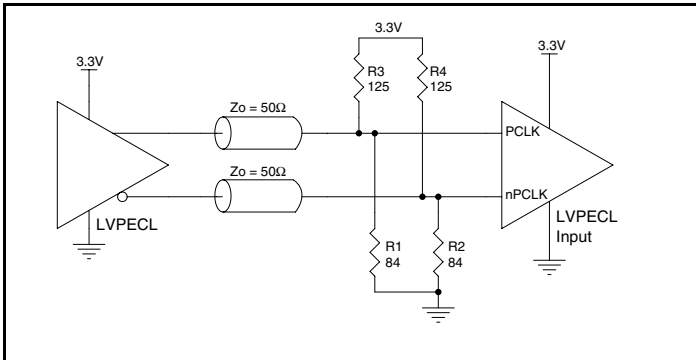 3.3V
3.3V
3.3V
R3
125
R4
125
Zo = 50Ω
PCLK
Zo = 50Ω
nPCLK
LVPECL
LVPECL
Input
R1
84
R2
84